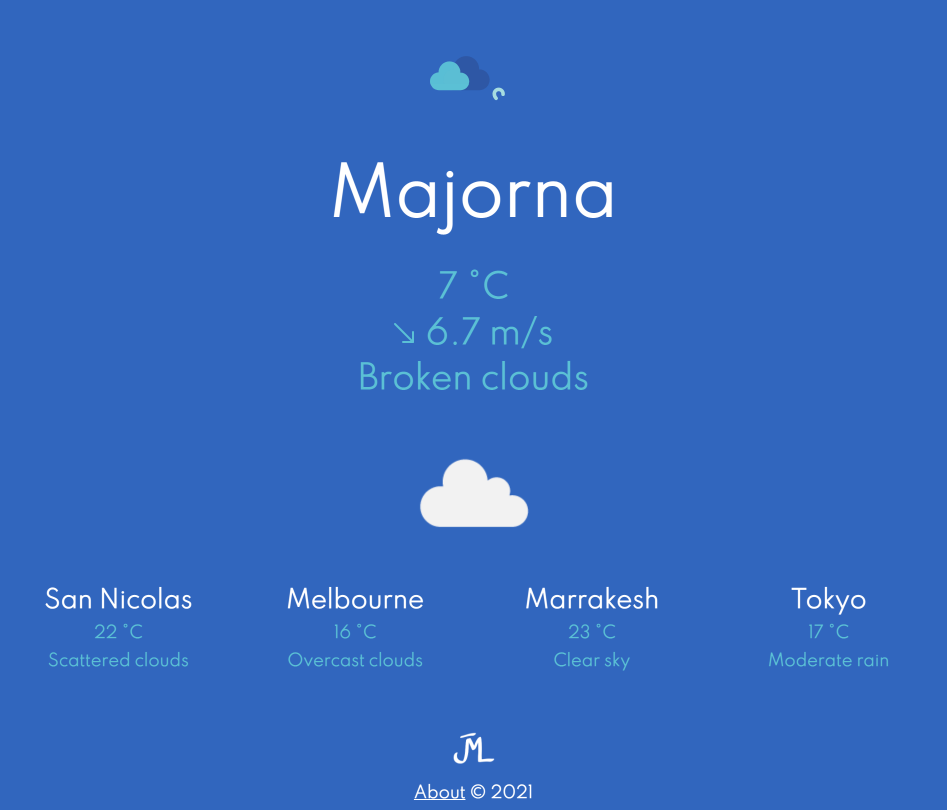 Majorna
7 °C
↘ 6.7 m/s
Broken clouds
San Nicolas
22 °C
Scattered clouds
Melbourne
16 °C
Overcast clouds
Marrakesh
23 °C
Clear sky
Tokyo
17 °C
Moderate rain
JML
About © 2021